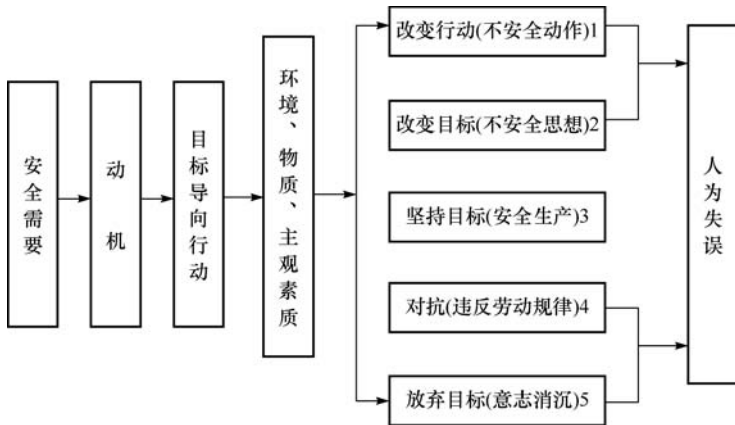 安全需要
动机
目标导向行动
环境、物质、主观素质
改变行动(不安全动作)1
改变目标(不安全思想)2
坚持目标(安全生产)3
对抗(违反劳动规律)4
放弃目标(意志消沉)5
人为失误